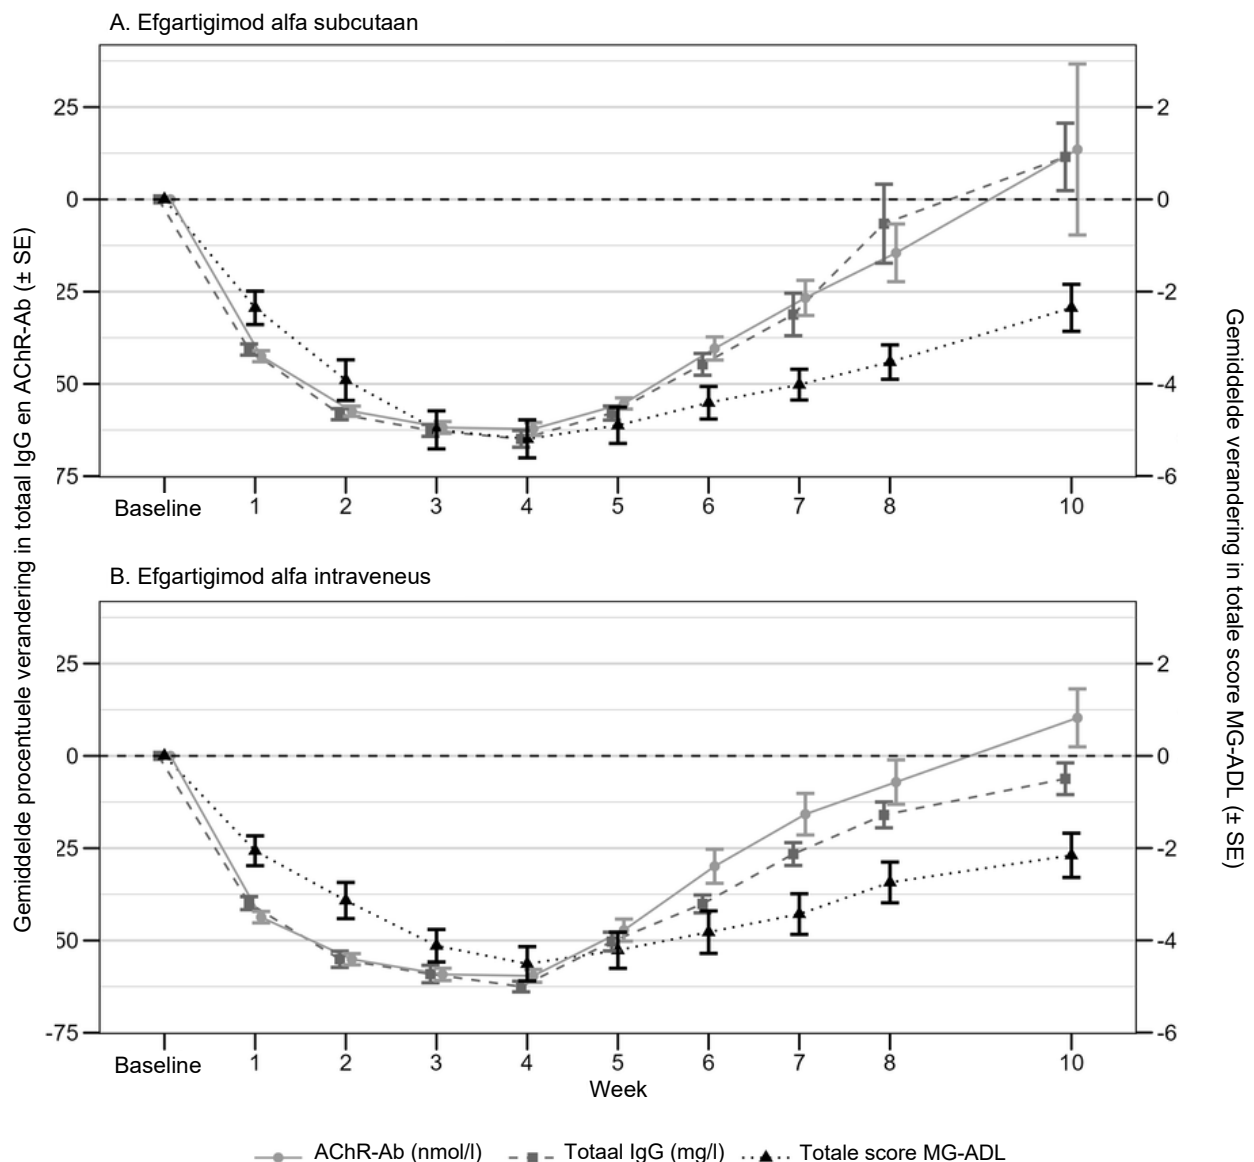 A. Efgartigimod alfa subcutaan
25
0
25
50
75
2
0
-2
-4
-6
Baseline 1 2 3 4 5 6 7 8 10
Gemiddelde procentuele verandering in totaal IgG en AChR-Ab (± SE)
Gemiddelde verandering in totale score MG-ADL (± SE)
B. Efgartigimod alfa intraveneus
25
0
25
50
-75
2
0
-2
-4
-6
Baseline 1 2 3 4 5 6 7 8 10
Week
AChR-Ab (nmol/l) Totaal IgG (mg/l) Totale score MG-ADL